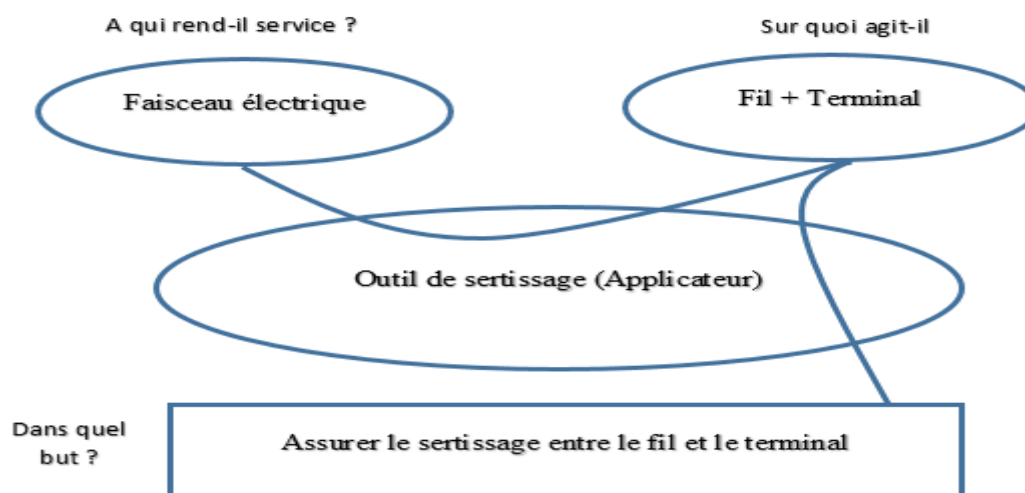 A qui rend-il service ?
Sur quoi agit-il
Faisceau électrique
Fil + Terminal
Outil de sertissage (Applicateur)
Dans quel
but ?
Assurer le sertissage entre le fil et le terminal